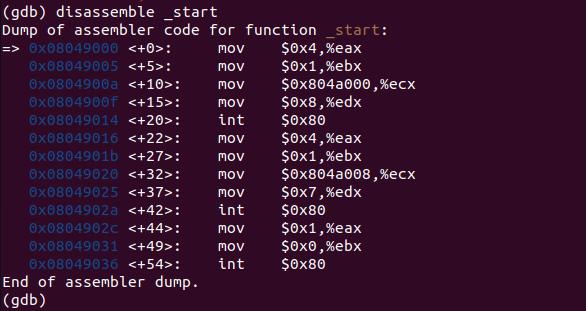 (gdb) disassemble _start
Dump of assembler code for function _start:
=> 0x08049000 <+0>:     mov    $0x4,%eax
   0x08049005 <+5>:     mov    $0x1,%ebx
   0x0804900a <+10>:    mov    $0x804a000,%ecx
   0x0804900f <+15>:    mov    $0x8,%edx
   0x08049014 <+20>:    int    $0x80
   0x08049016 <+22>:    mov    $0x4,%eax
   0x0804901b <+27>:    mov    $0x1,%ebx
   0x08049020 <+32>:    mov    $0x804a008,%ecx
   0x08049025 <+37>:    mov    $0x7,%edx
   0x0804902a <+42>:    int    $0x80
   0x0804902c <+44>:    mov    $0x1,%eax
   0x08049031 <+49>:    mov    $0x0,%ebx
   0x08049036 <+54>:    int    $0x80
End of assembler dump.
(gdb)